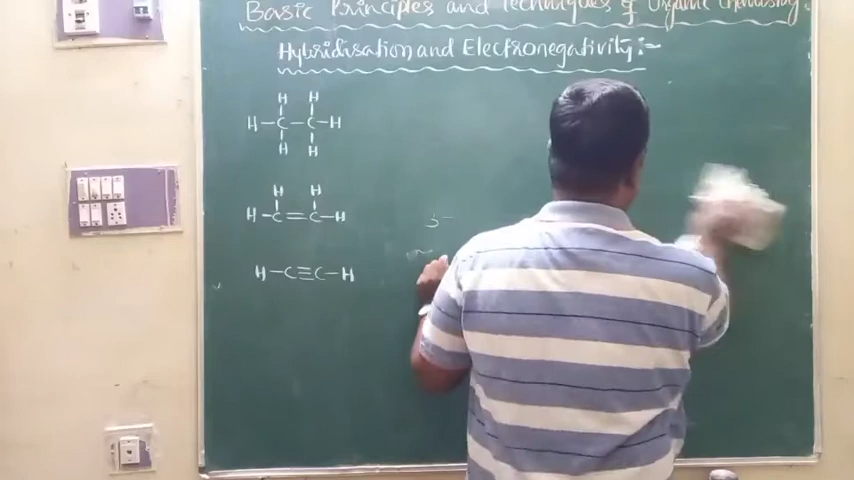 Basic Principles and Techniques of Organic Chemistry
Hybridisation and Electronegativity:-
H H
H-C-C-H
H H
H H
H-C=C-H
H-C≡C-H